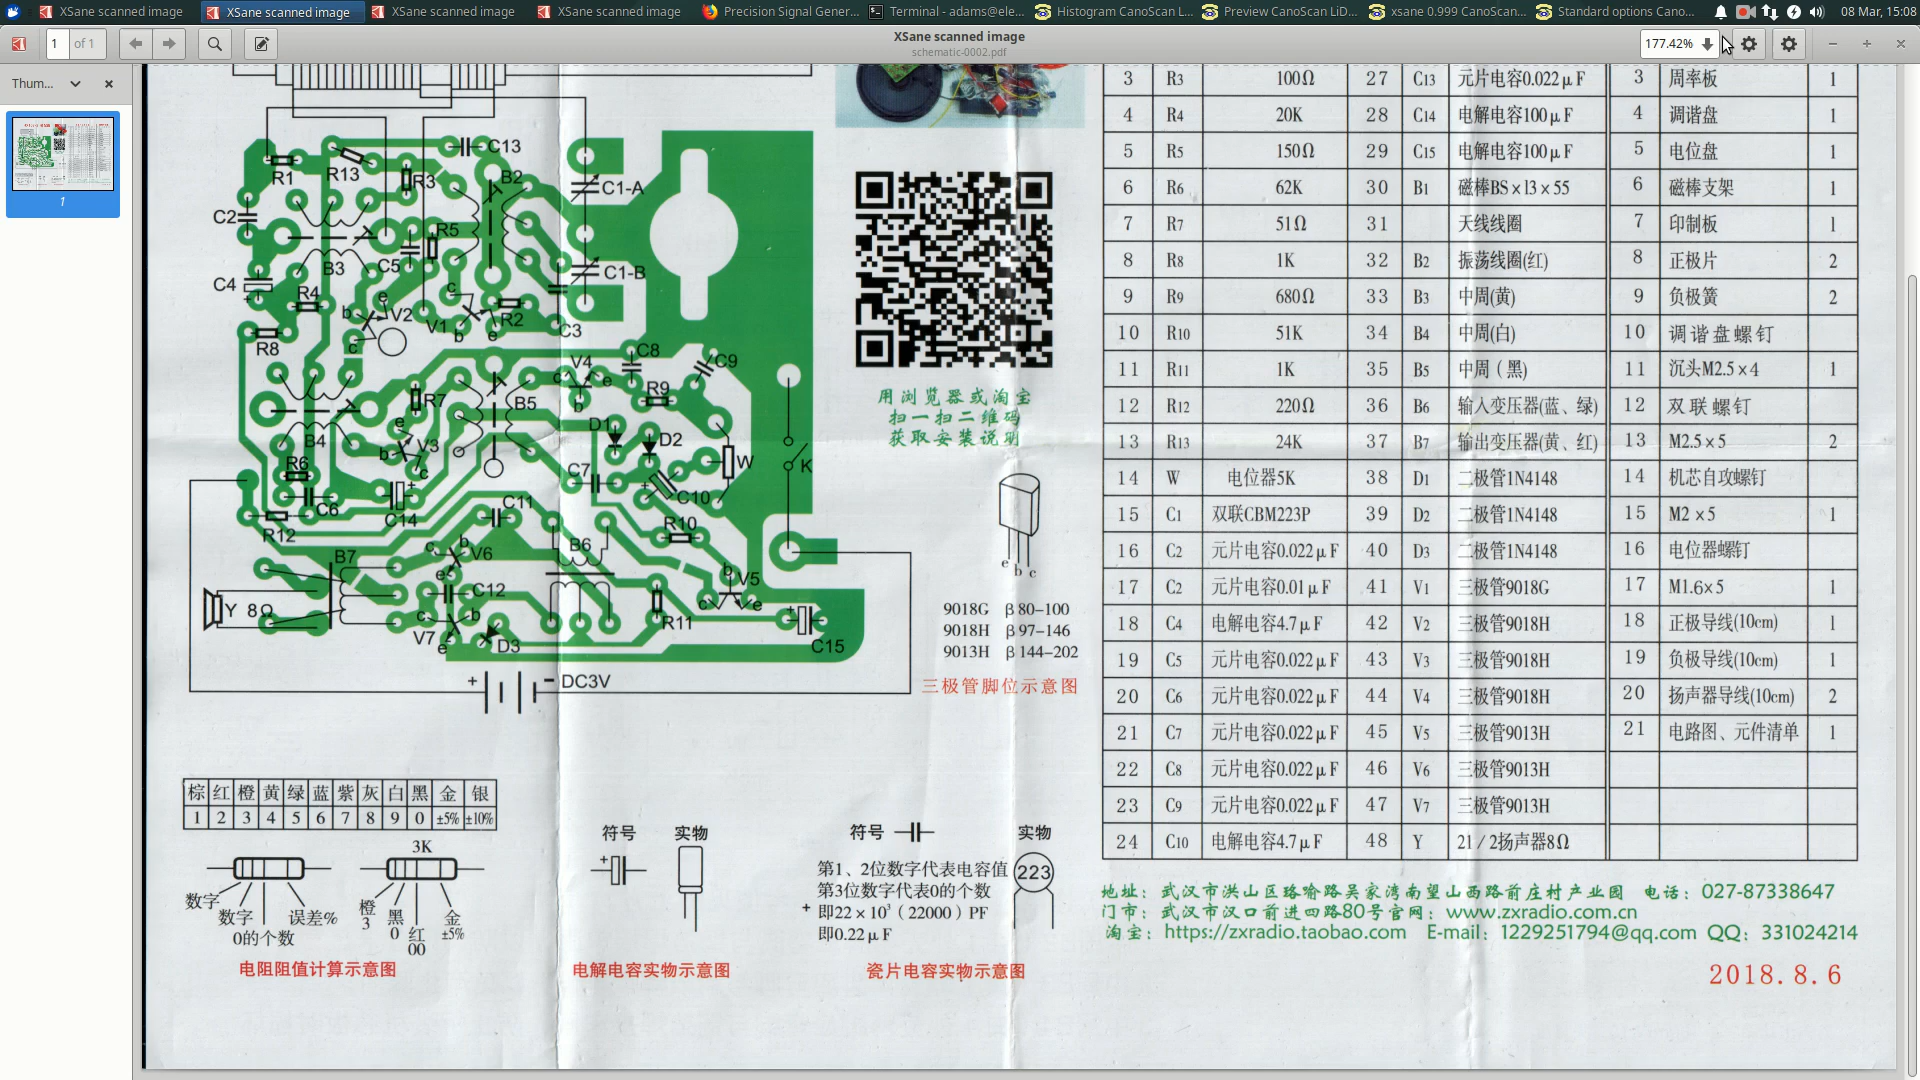 XSane scanned image
XSane scanned image
XSane scanned image
XSane scanned image
Precision Signal Gener...
Terminal - adams@ele...
Histogram CanoScan L...
Preview CanoScan LiD...
xsane 0.999 CanoScan...
Standard options Cano...
08 Mar, 15:08
1 of 1
XSane scanned image
schematic-0002.pdf
177.42%
Thum...
1
C13
R1
R13
R3
B2
C1-A
C2
R5
B3
C5
C1-B
C4
R4
b
e
V2
c
V1
b
e
R2
C3
R8
c
V4
e
b
C8
C9
R7
B5
R9
D1
D2
B4
e
b
V3
c
W
K
R6
C7
C6
C14
C10
C11
R12
R10
B7
c
b
V6
e
B6
b
V5
c
e
Y 8Ω
C12
c
b
V7
e
D3
R11
C15
+
-
DC3V
用浏览器或淘宝
扫一扫二维码
获取安装说明
e b c
9018G β80-100
9018H β97-146
9013H β144-202
三极管脚位示意图
3 R3 100Ω 27 C13 元片电容0.022μF 3 周率板 1
4 R4 20K 28 C14 电解电容100μF 4 调谐盘 1
5 R5 150Ω 29 C15 电解电容100μF 5 电位盘 1
6 R6 62K 30 B1 磁棒BS×13×55 6 磁棒支架 1
7 R7 51Ω 31 天线线圈 7 印制板 1
8 R8 1K 32 B2 振荡线圈(红) 8 正极片 2
9 R9 680Ω 33 B3 中周(黄) 9 负极簧 2
10 R10 51K 34 B4 中周(白) 10 调谐盘螺钉
11 R11 1K 35 B5 中周(黑) 11 沉头M2.5×4 1
12 R12 220Ω 36 B6 输入变压器(蓝、绿) 12 双联螺钉
13 R13 24K 37 B7 输出变压器(黄、红) 13 M2.5×5 2
14 W 电位器5K 38 D1 二极管1N4148 14 机芯自攻螺钉
15 C1 双联CBM223P 39 D2 二极管1N4148 15 M2 ×5 1
16 C2 元片电容0.022μF 40 D3 二极管1N4148 16 电位器螺钉
17 C2 元片电容0.01μF 41 V1 三极管9018G 17 M1.6×5 1
18 C4 电解电容4.7μF 42 V2 三极管9018H 18 正极导线(10cm) 1
19 C5 元片电容0.022μF 43 V3 三极管9018H 19 负极导线(10cm) 1
20 C6 元片电容0.022μF 44 V4 三极管9018H 20 扬声器导线(10cm) 2
21 C7 元片电容0.022μF 45 V5 三极管9013H 21 电路图、元件清单 1
22 C8 元片电容0.022μF 46 V6 三极管9013H
23 C9 元片电容0.022μF 47 V7 三极管9013H
24 C10 电解电容4.7μF 48 Y 21/2扬声器8Ω
棕 红 橙 黄 绿 蓝 紫 灰 白 黑 金 银
1 2 3 4 5 6 7 8 9 0 ±5% ±10%
3K
数字
数字
0的个数
误差%
橙
3
黑
0
红
00
金
±5%
电阻阻值计算示意图
符号 实物
+
电解电容实物示意图
符号 实物
223
第1、2位数字代表电容值
第3位数字代表0的个数
+ 即22×10³(22000)PF
即0.22μF
瓷片电容实物示意图
地址：武汉市洪山区珞喻路吴家湾南望山西路前庄村产业园 电话：027-87338647
门市：武汉市汉口前进四路80号官网：www.zxradio.com.cn
淘宝：https://zxradio.taobao.com E-mail：1229251794@qq.com QQ：331024214
2018.8.6